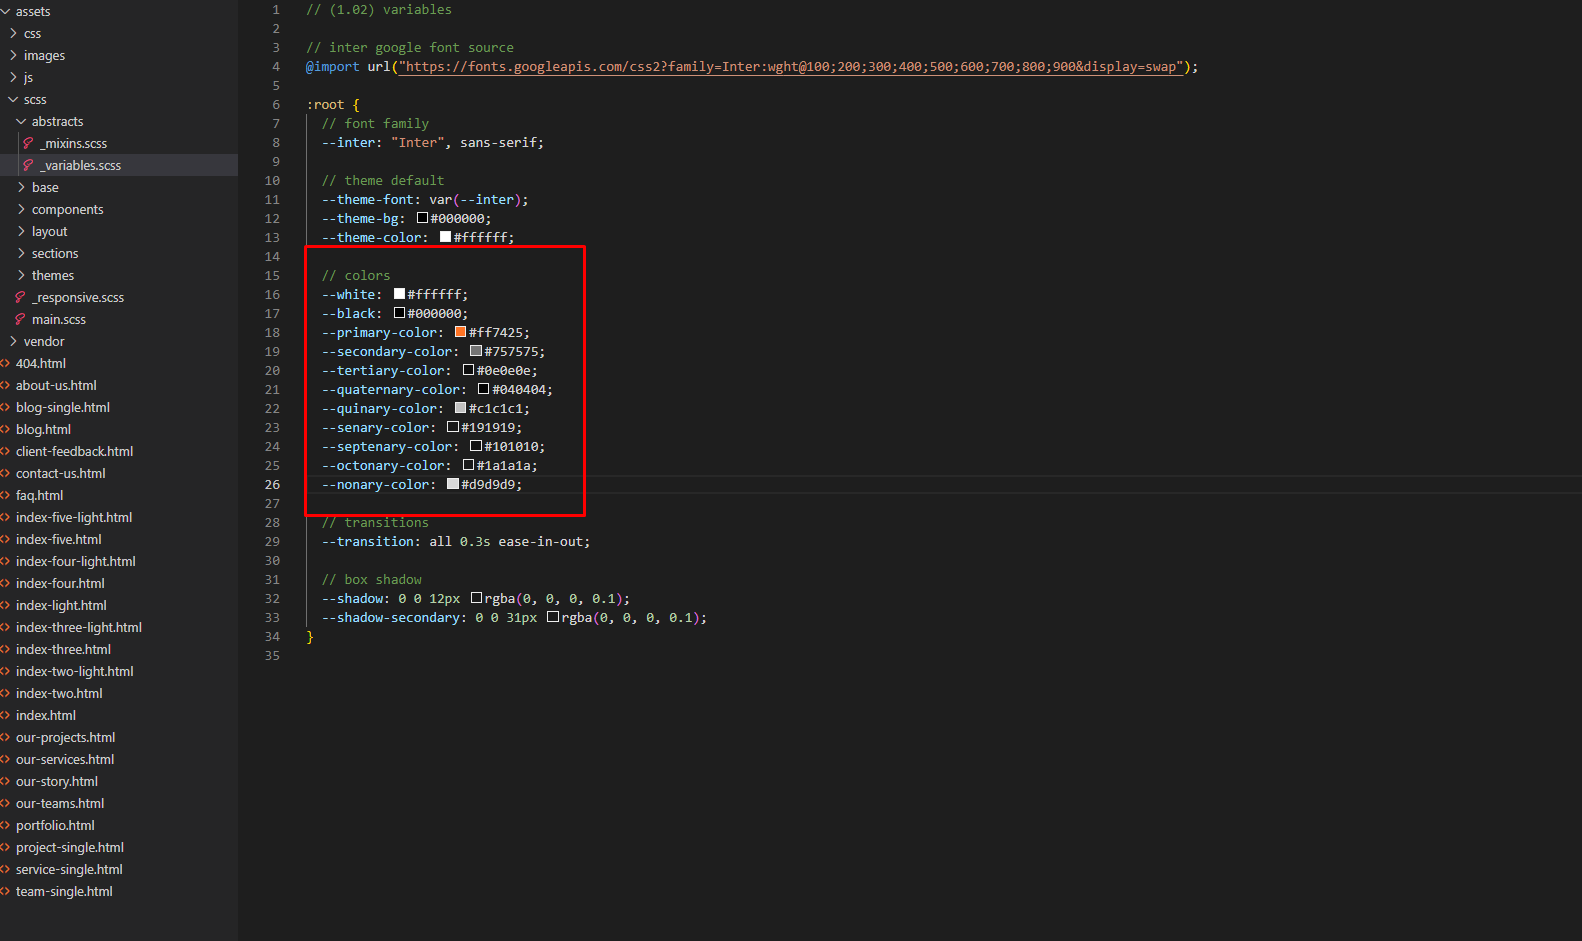 assets
css
images
js
scss
abstracts
_mixins.scss
_variables.scss
base
components
layout
sections
themes
_responsive.scss
main.scss
vendor
404.html
about-us.html
blog-single.html
blog.html
client-feedback.html
contact-us.html
faq.html
index-five-light.html
index-five.html
index-four-light.html
index-four.html
index-light.html
index-three-light.html
index-three.html
index-two-light.html
index-two.html
index.html
our-projects.html
our-services.html
our-story.html
our-teams.html
portfolio.html
project-single.html
service-single.html
team-single.html
1 // (1.02) variables
2
3 // inter google font source
4 @import url("https://fonts.googleapis.com/css2?family=Inter:wght@100;200;300;400;500;600;700;800;900&display=swap");
5
6 :root {
7 // font family
8 --inter: "Inter", sans-serif;
9
10 // theme default
11 --theme-font: var(--inter);
12 --theme-bg: #000000;
13 --theme-color: #ffffff;
14
15 // colors
16 --white: #ffffff;
17 --black: #000000;
18 --primary-color: #ff7425;
19 --secondary-color: #757575;
20 --tertiary-color: #0e0e0e;
21 --quaternary-color: #040404;
22 --quinary-color: #c1c1c1;
23 --senary-color: #191919;
24 --septenary-color: #101010;
25 --octonary-color: #1a1a1a;
26 --nonary-color: #d9d9d9;
27
28 // transitions
29 --transition: all 0.3s ease-in-out;
30
31 // box shadow
32 --shadow: 0 0 12px rgba(0, 0, 0, 0.1);
33 --shadow-secondary: 0 0 31px rgba(0, 0, 0, 0.1);
34 }
35